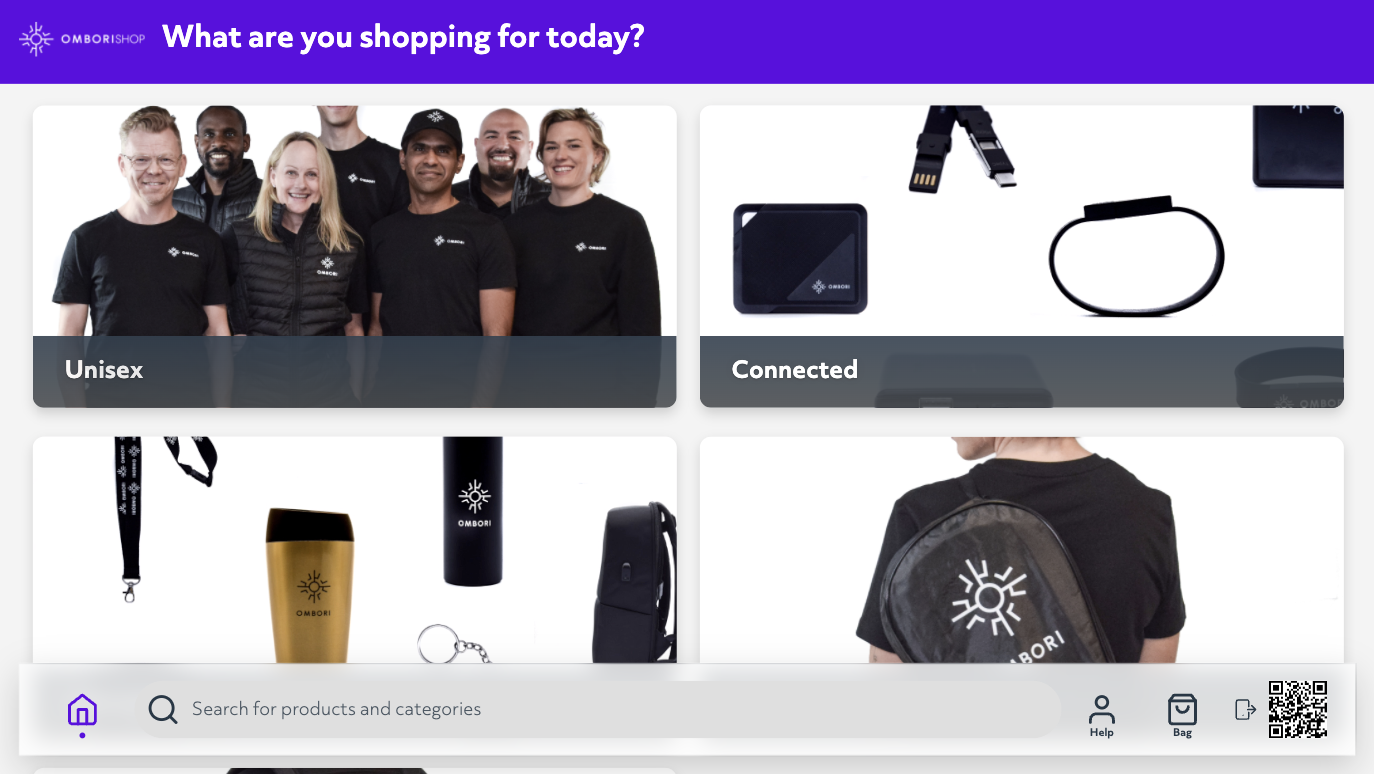 OMBORISHOP
What are you shopping for today?
OMBORI
OMBORI
OMBORI
OMBORI
OMBORI
OMBORI
Unisex
Connected
OMBORI
OMBORI
OMBORI
OMBORI
OMBORI
Search for products and categories
Help
Bag